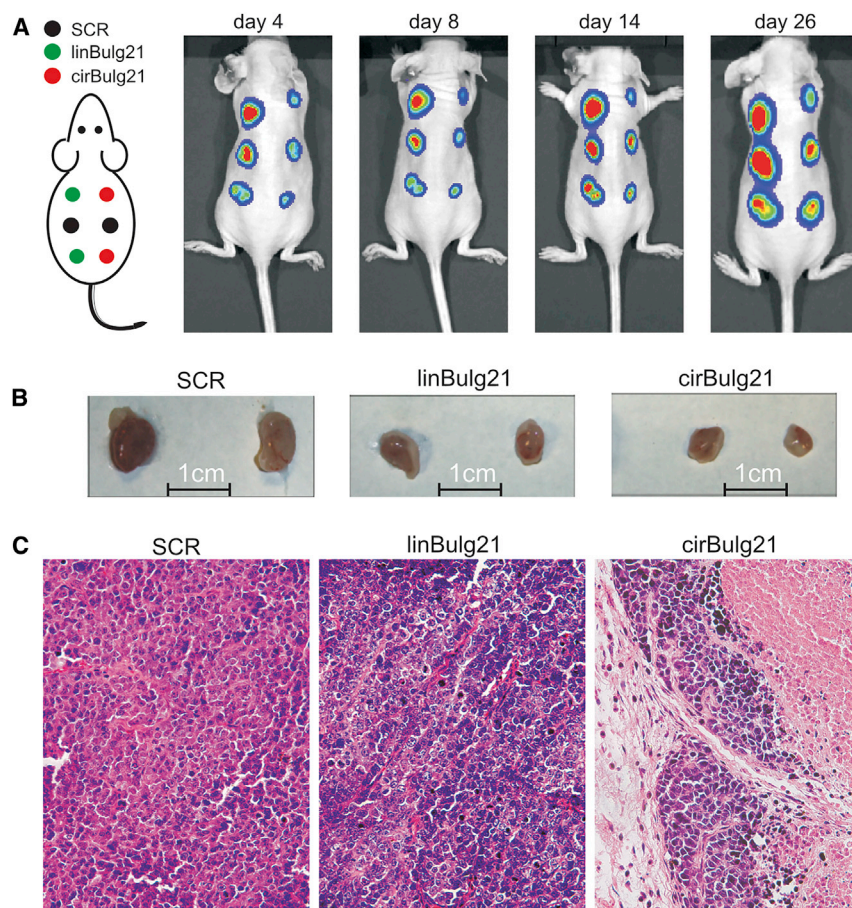 A
SCR
linBulg21
cirBulg21
day 4
day 8
day 14
day 26
B
SCR
linBulg21
cirBulg21
1cm
1cm
1cm
C
SCR
linBulg21
cirBulg21